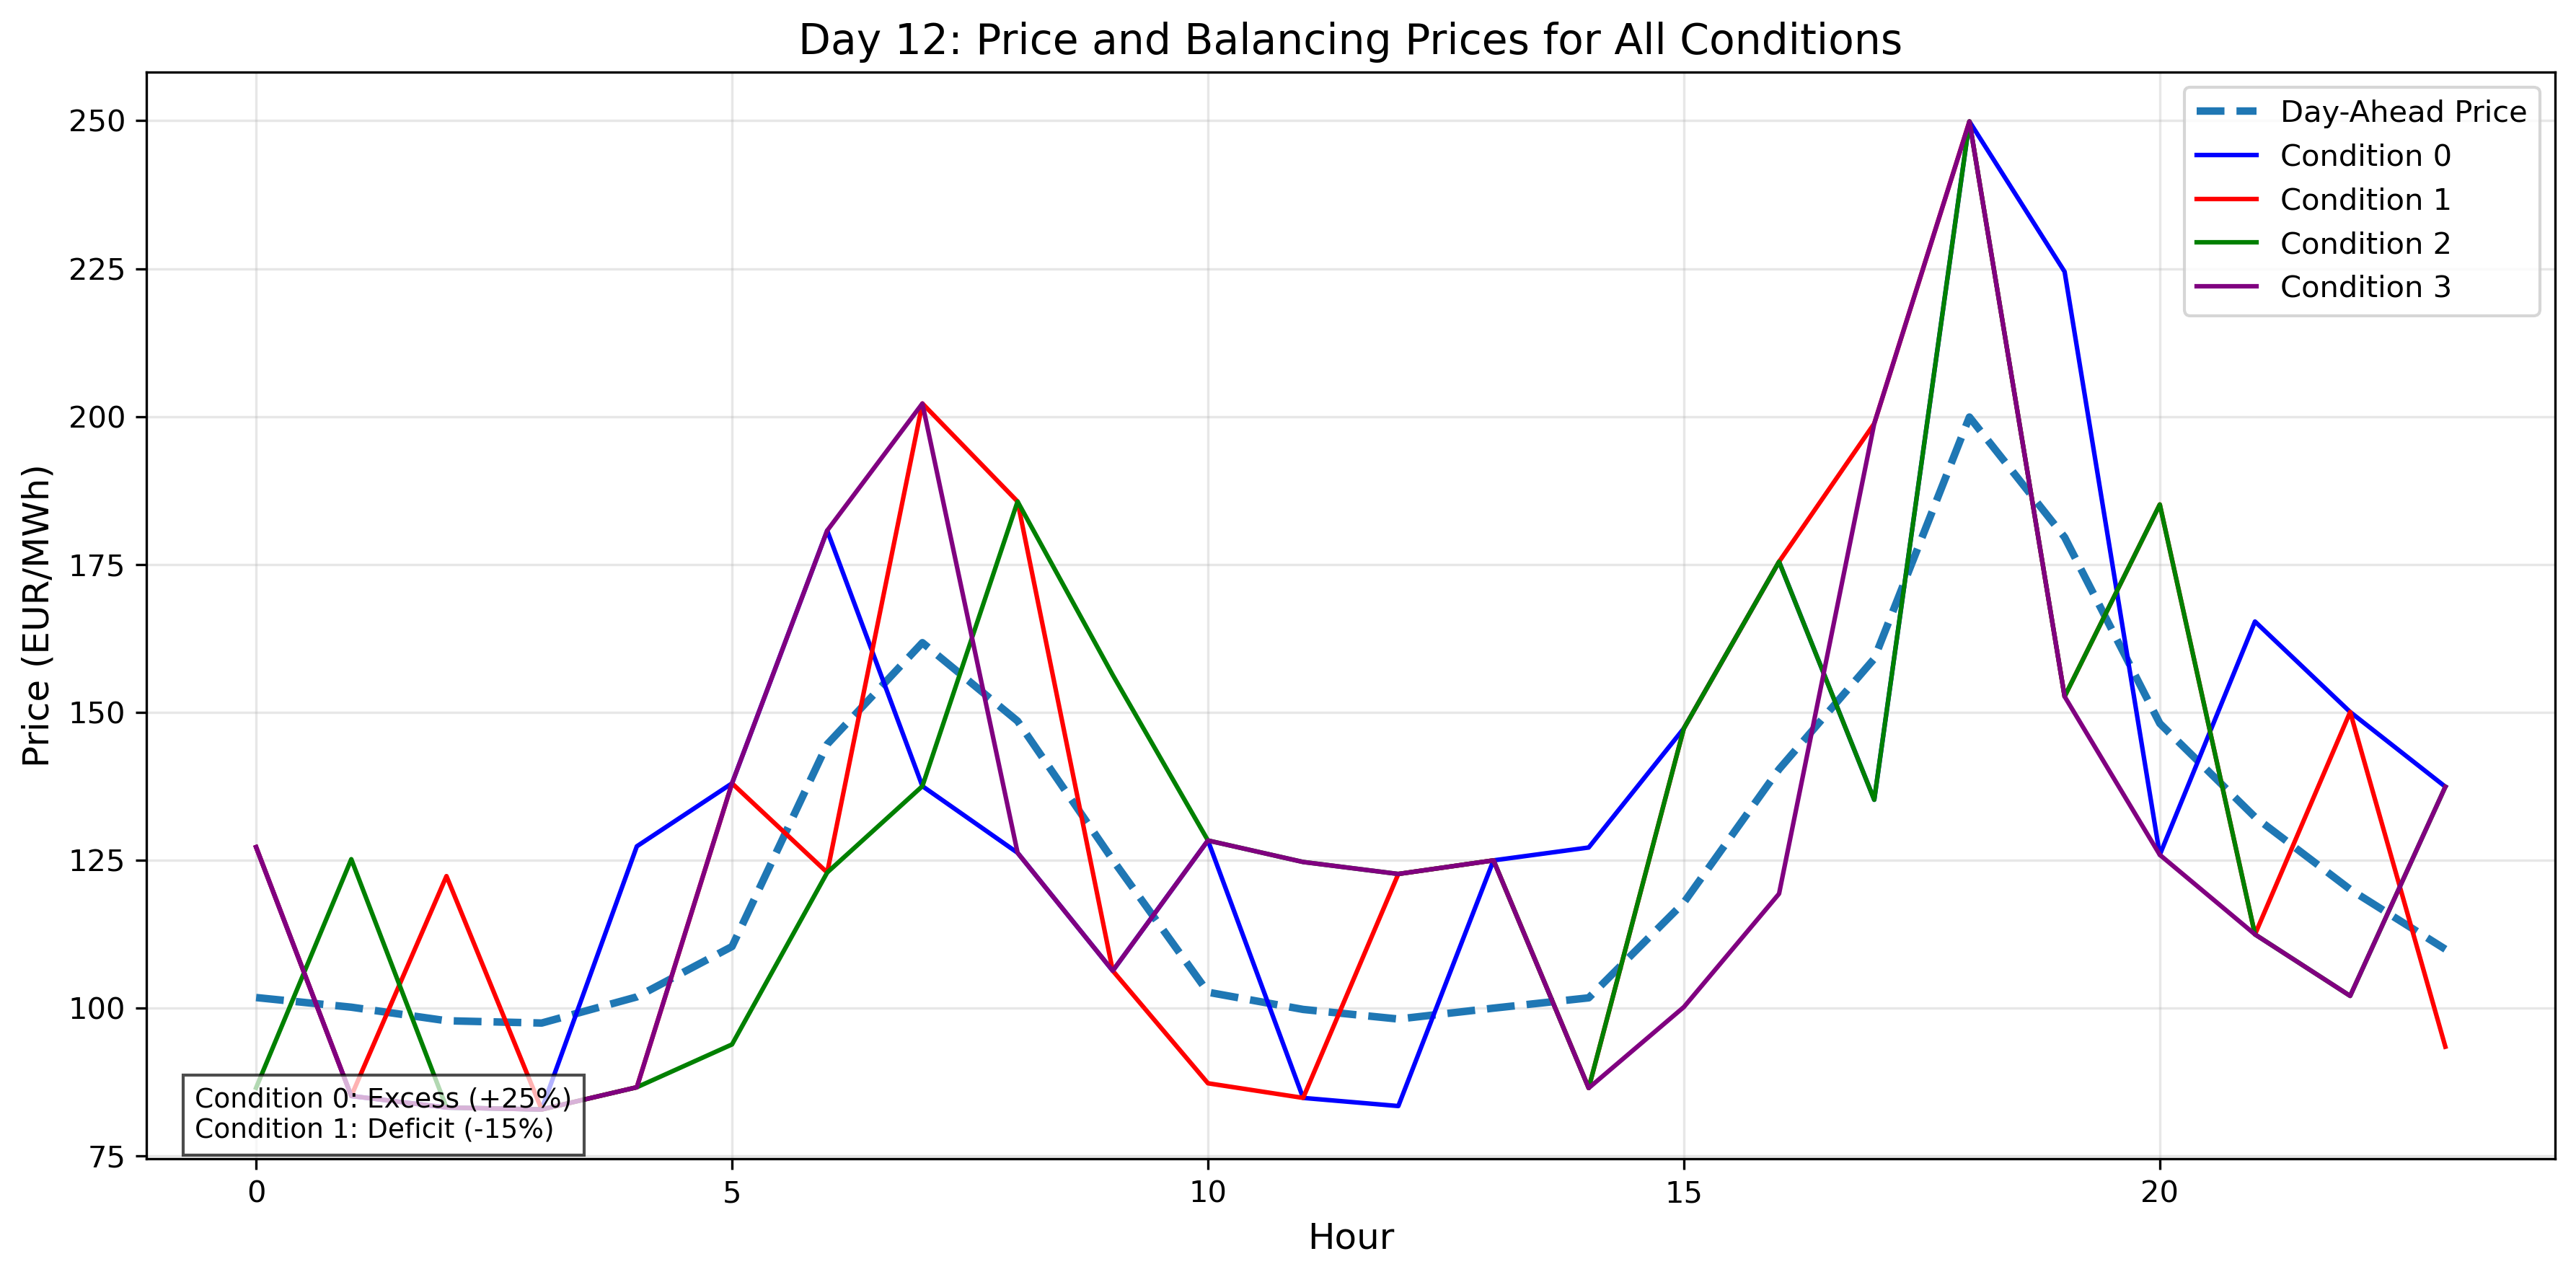 Day 12: Price and Balancing Prices for All Conditions
Price (EUR/MWh)
250
225
200
175
150
125
100
75
Day-Ahead Price
Condition 0
Condition 1
Condition 2
Condition 3
Condition 0: Excess (+25%)
Condition 1: Deficit (-15%)
0 5 10 15 20
Hour